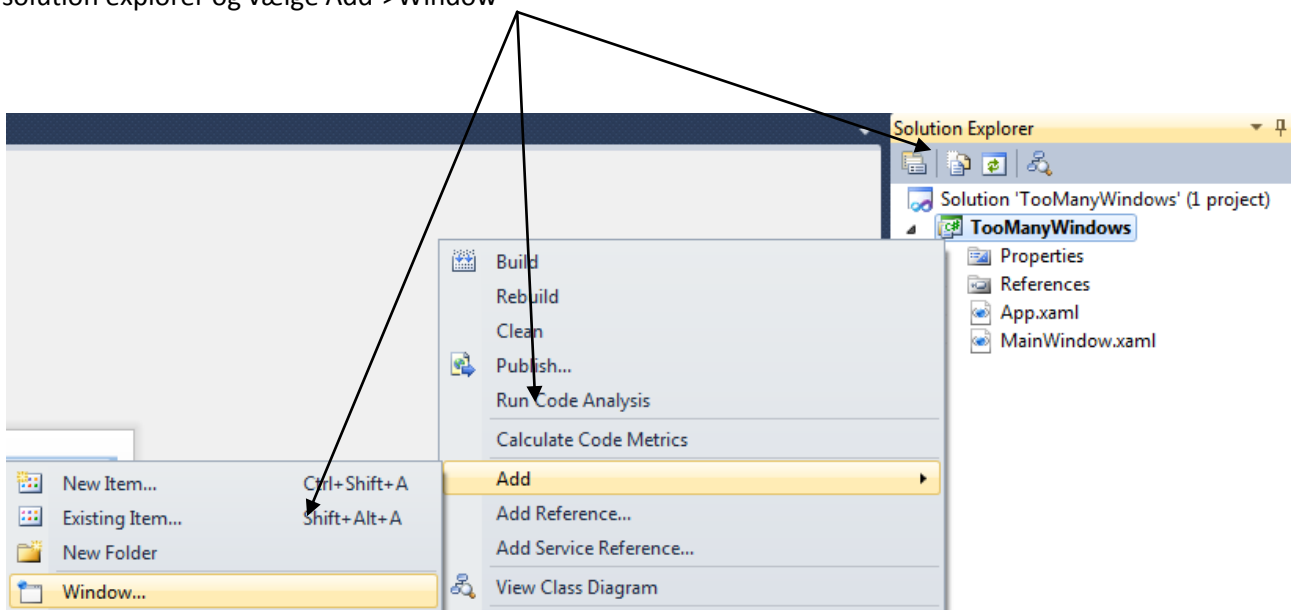 solution explorer og vælge Add->Window
Solution Explorer
Solution 'TooManyWindows' (1 project)
TooManyWindows
Properties
References
App.xaml
MainWindow.xaml
Build
Rebuild
Clean
Publish...
Run Code Analysis
Calculate Code Metrics
Add
Add Reference...
Add Service Reference...
View Class Diagram
New Item... Ctrl+Shift+A
Existing Item... Shift+Alt+A
New Folder
Window...